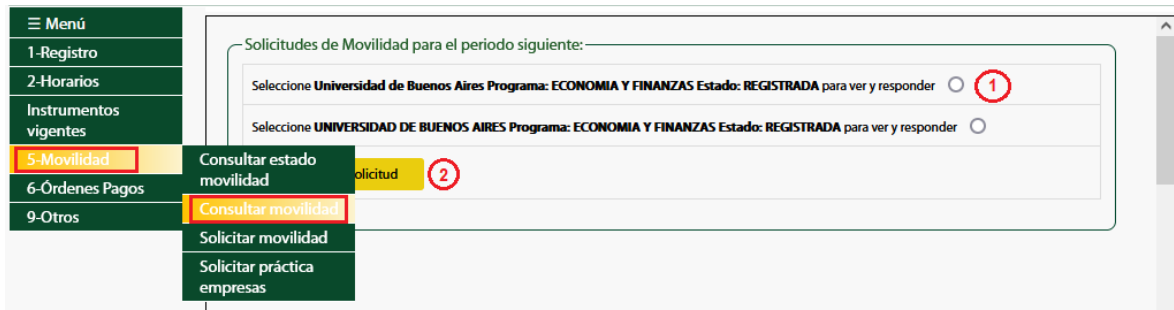 ☰ Menú
1-Registro
2-Horarios
Instrumentos
vigentes
5-Movilidad
6-Órdenes Pagos
9-Otros
Consultar estado
movilidad
Consultar movilidad
Solicitar movilidad
Solicitar práctica
empresas
Solicitudes de Movilidad para el periodo siguiente:
Seleccione Universidad de Buenos Aires Programa: ECONOMIA Y FINANZAS Estado: REGISTRADA para ver y responder 1
Seleccione UNIVERSIDAD DE BUENOS AIRES Programa: ECONOMIA Y FINANZAS Estado: REGISTRADA para ver y responder
olicitud 2